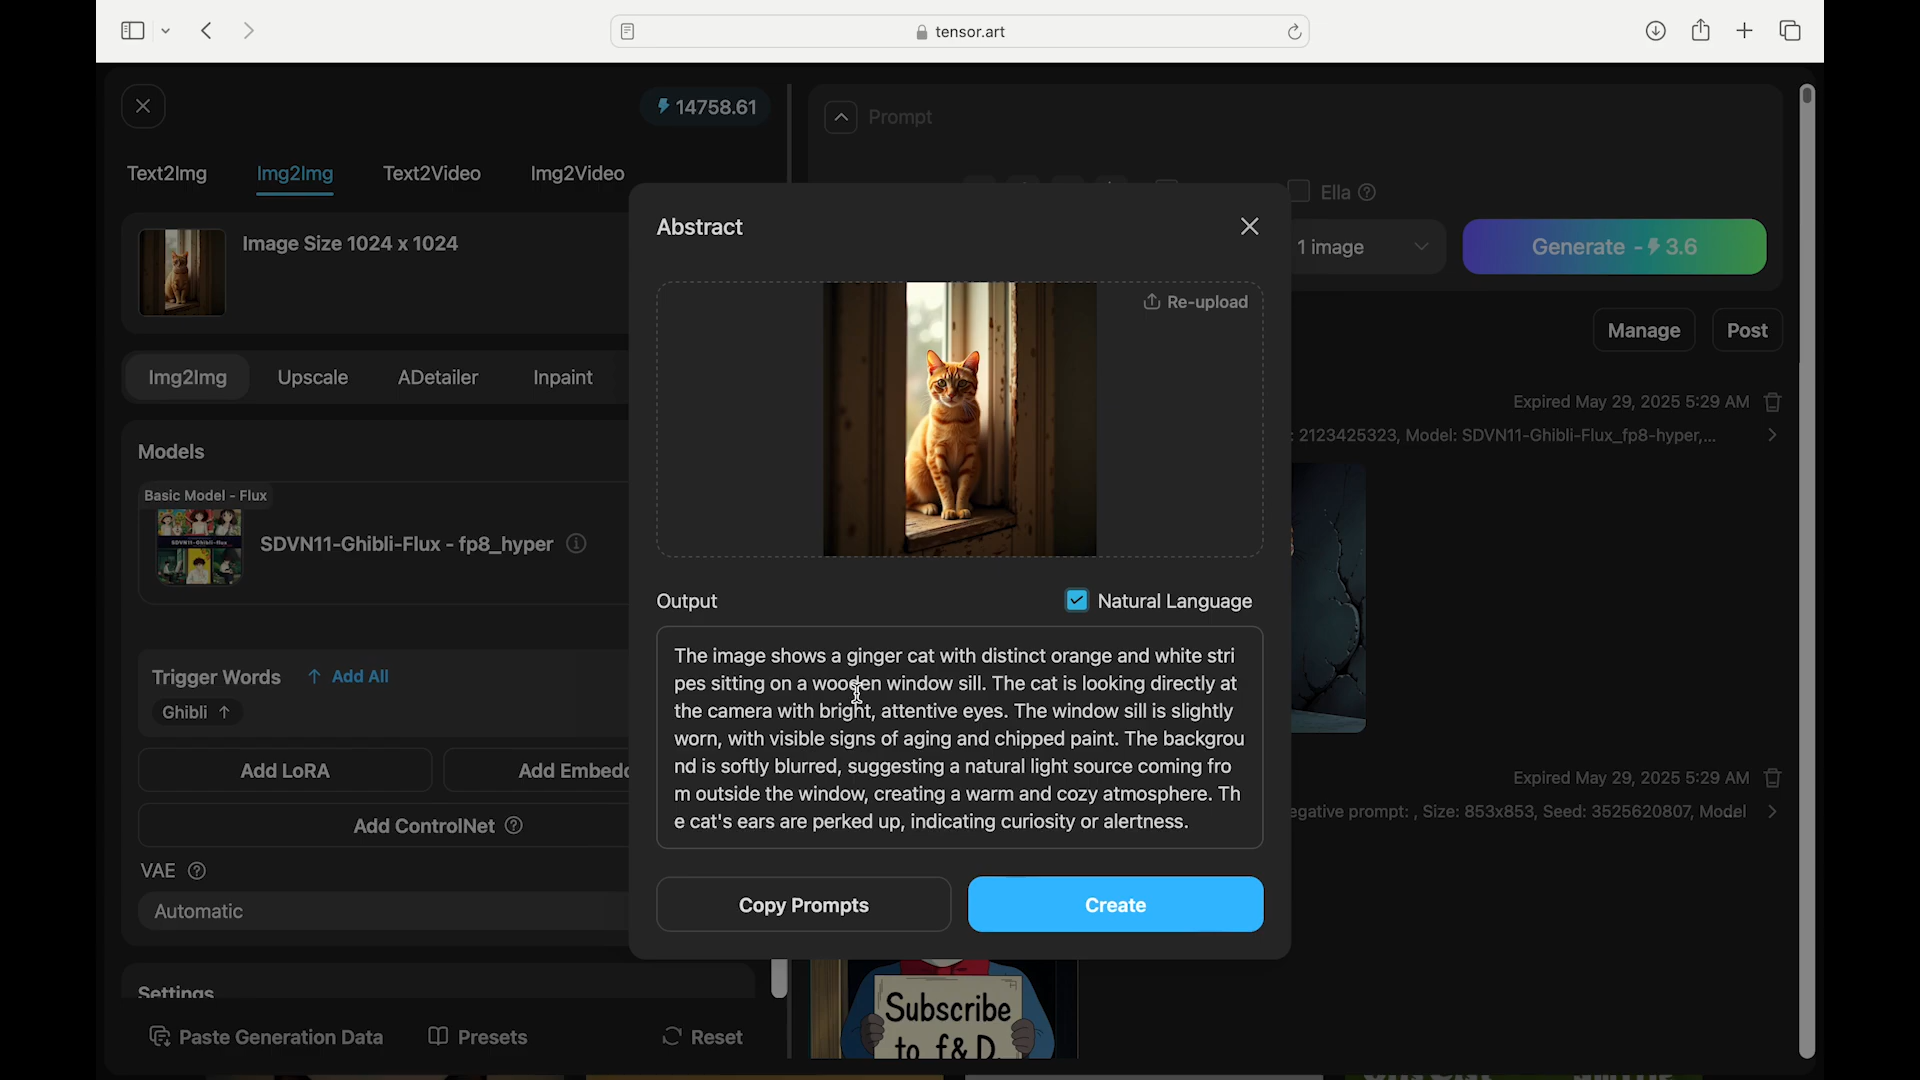 tensor.art
14758.61
Text2Img
Img2Img
Text2Video
Img2Video
Image Size 1024 x 1024
Img2Img
Upscale
ADetailer
Inpaint
Models
Basic Model - Flux
SDVN11-Ghibli-Flux - fp8_hyper
Trigger Words
Add All
Ghibli
Add LoRA
Add Embedd
Add ControlNet
VAE
Automatic
Settings
Paste Generation Data
Presets
Reset
Prompt
Ella
1 image
Generate - 3.6
Manage
Post
Expired May 29, 2025 5:29 AM
: 2123425323, Model: SDVN11-Ghibli-Flux_fp8-hyper,...
Expired May 29, 2025 5:29 AM
egative prompt: , Size: 853x853, Seed: 3525620807, Model
Subscribe
to f&D
Abstract
Re-upload
Output
Natural Language
The image shows a ginger cat with distinct orange and white stri
pes sitting on a wooden window sill. The cat is looking directly at
the camera with bright, attentive eyes. The window sill is slightly
worn, with visible signs of aging and chipped paint. The backgrou
nd is softly blurred, suggesting a natural light source coming fro
m outside the window, creating a warm and cozy atmosphere. Th
e cat's ears are perked up, indicating curiosity or alertness.
Copy Prompts
Create